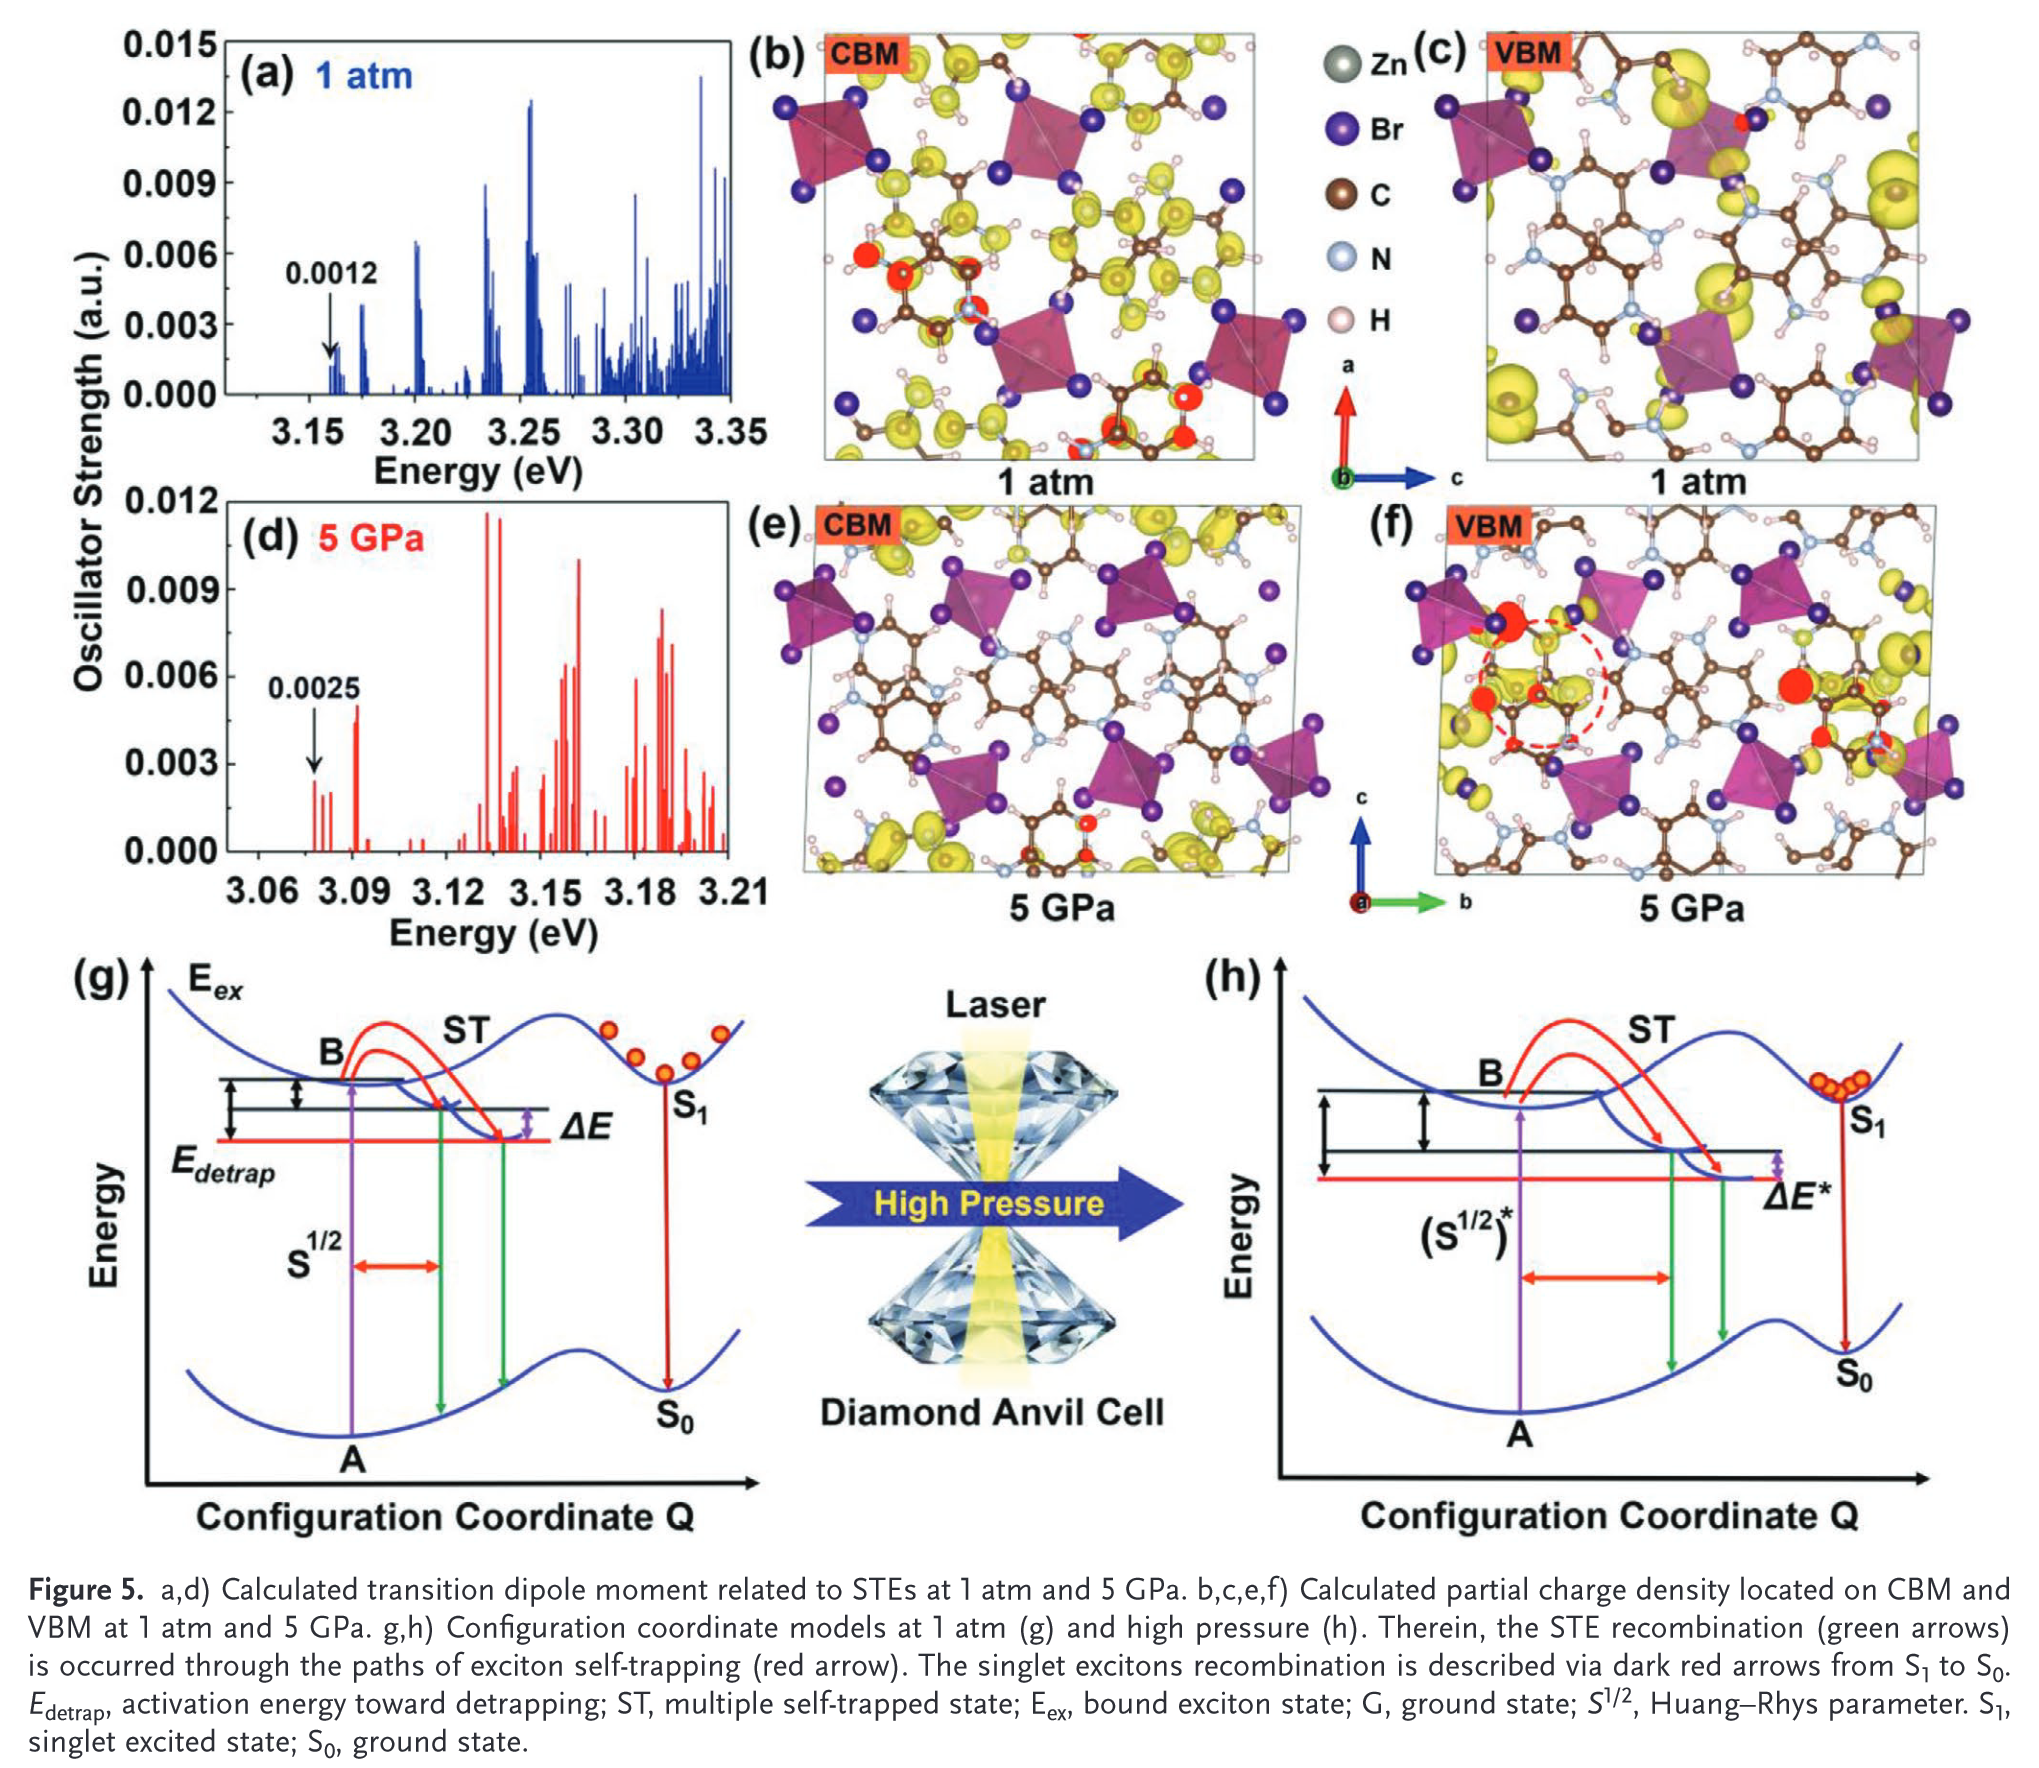 (a) 1 atm
0.015
0.012
0.009
0.006
0.003
0.000
0.0012
3.15 3.20 3.25 3.30 3.35
Energy (eV)
Oscillator Strength (a.u.)
(b) CBM
1 atm
Zn
Br
C
N
H
a
b
c
(c) VBM
1 atm
(d) 5 GPa
0.012
0.009
0.006
0.003
0.000
0.0025
3.06 3.09 3.12 3.15 3.18 3.21
Energy (eV)
(e) CBM
5 GPa
c
a
b
(f) VBM
5 GPa
(g)
E_ex
B
ST
S₁
ΔE
E_detrap
S^1/2
S₀
A
Energy
Configuration Coordinate Q
Laser
High Pressure
Diamond Anvil Cell
(h)
B
ST
S₁
ΔE*
(S^1/2)*
S₀
A
Energy
Configuration Coordinate Q
Figure 5. a,d) Calculated transition dipole moment related to STEs at 1 atm and 5 GPa. b,c,e,f) Calculated partial charge density located on CBM and
VBM at 1 atm and 5 GPa. g,h) Configuration coordinate models at 1 atm (g) and high pressure (h). Therein, the STE recombination (green arrows)
is occurred through the paths of exciton self-trapping (red arrow). The singlet excitons recombination is described via dark red arrows from S₁ to S₀.
E_detrap, activation energy toward detrapping; ST, multiple self-trapped state; E_ex, bound exciton state; G, ground state; S^1/2, Huang–Rhys parameter. S₁,
singlet excited state; S₀, ground state.